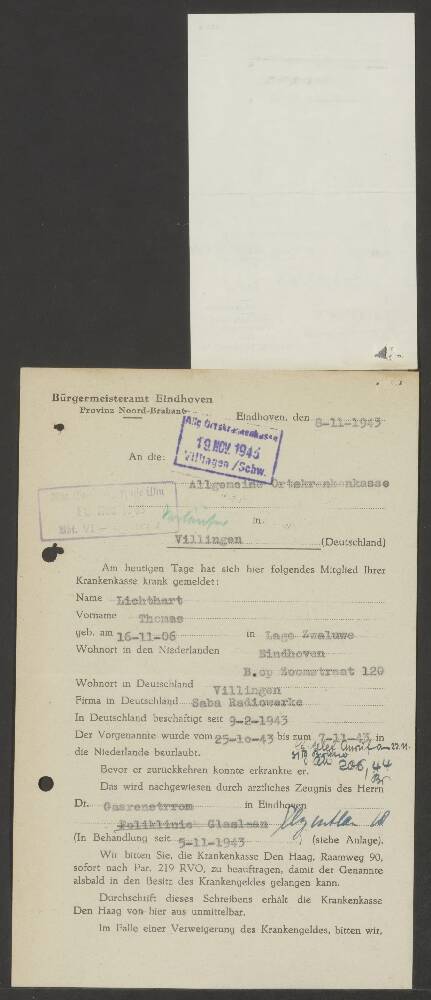 Bürgermeisteramt Eindhoven
Provinz Noord-Brabant
Eindhoven, den 8-11-1943
Allg Ortskrankenkasse
19 NOV. 1943
Villingen /Schw.
An die:
Allgemeine Ortskrankenkasse
in
Villingen (Deutschland)
Am heutigen Tage hat sich hier folgendes Mitglied Ihrer
Krankenkasse krank gemeldet:
Name Lichthart
Vorname Thomas
geb. am 16-11-06 in Lage Zwaluwe
Wohnort in den Niederlanden Eindhoven
B.op Zoomstraat 120
Wohnort in Deutschland Villingen
Firma in Deutschland Saba Radiowerke
In Deutschland beschäftigt seit 9-2-1943
Der Vorgenannte wurde vom 25-10-43 bis zum 7-11-43 in
die Niederlande beurlaubt.
206,44
Bevor er zurückkehren konnte erkrankte er.
Das wird nachgewiesen durch ärztliches Zeugnis des Herrn
Dr. Gasrenstrrom in Eindhoven
Poliklinic Glaslaan
(In Behandlung seit 5-11-1943 (siehe Anlage).
Wir bitten Sie, die Krankenkasse Den Haag, Raamweg 90,
sofort nach Par. 219 RVO, zu beauftragen, damit der Genannte
alsbald in den Besitz des Krankengeldes gelangen kann.
Durchschrift dieses Schreibens erhält die Krankenkasse
Den Haag von hier aus unmittelbar.
Im Falle einer Verweigerung des Krankengeldes, bitten wir,